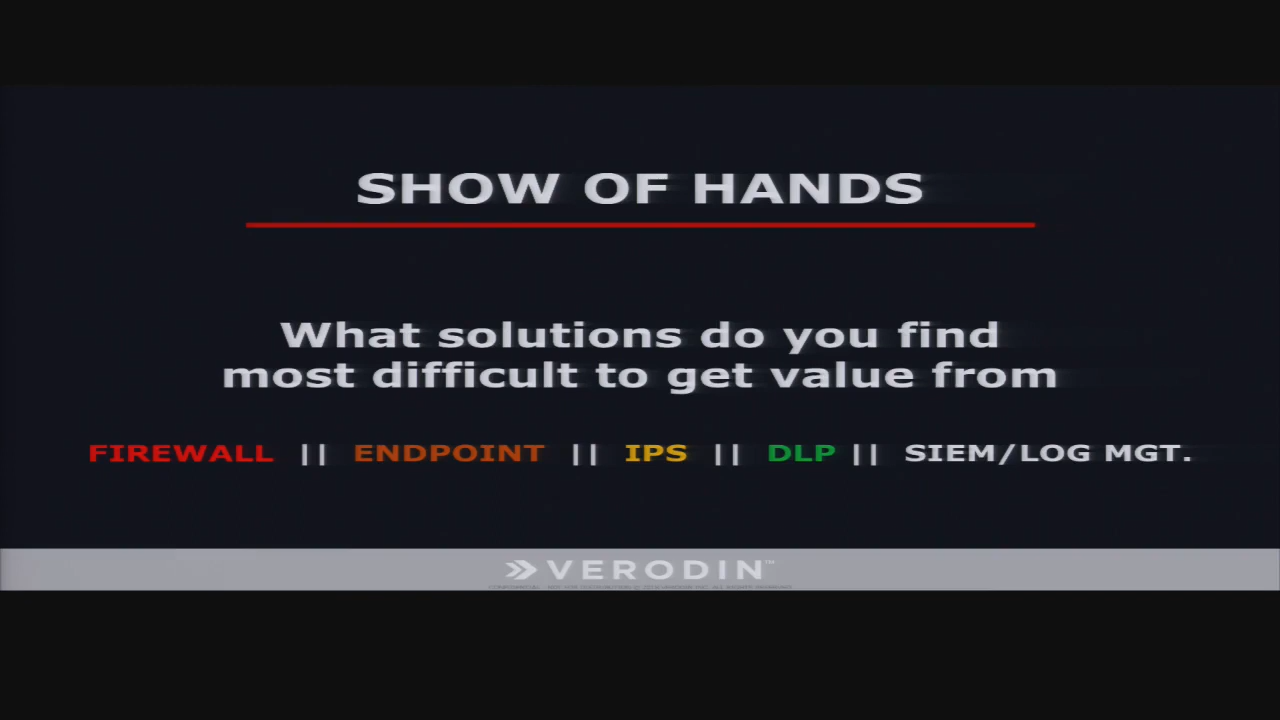 SHOW OF HANDS
What solutions do you find
most difficult to get value from
FIREWALL || ENDPOINT || IPS || DLP || SIEM/LOG MGT.
VERODIN™